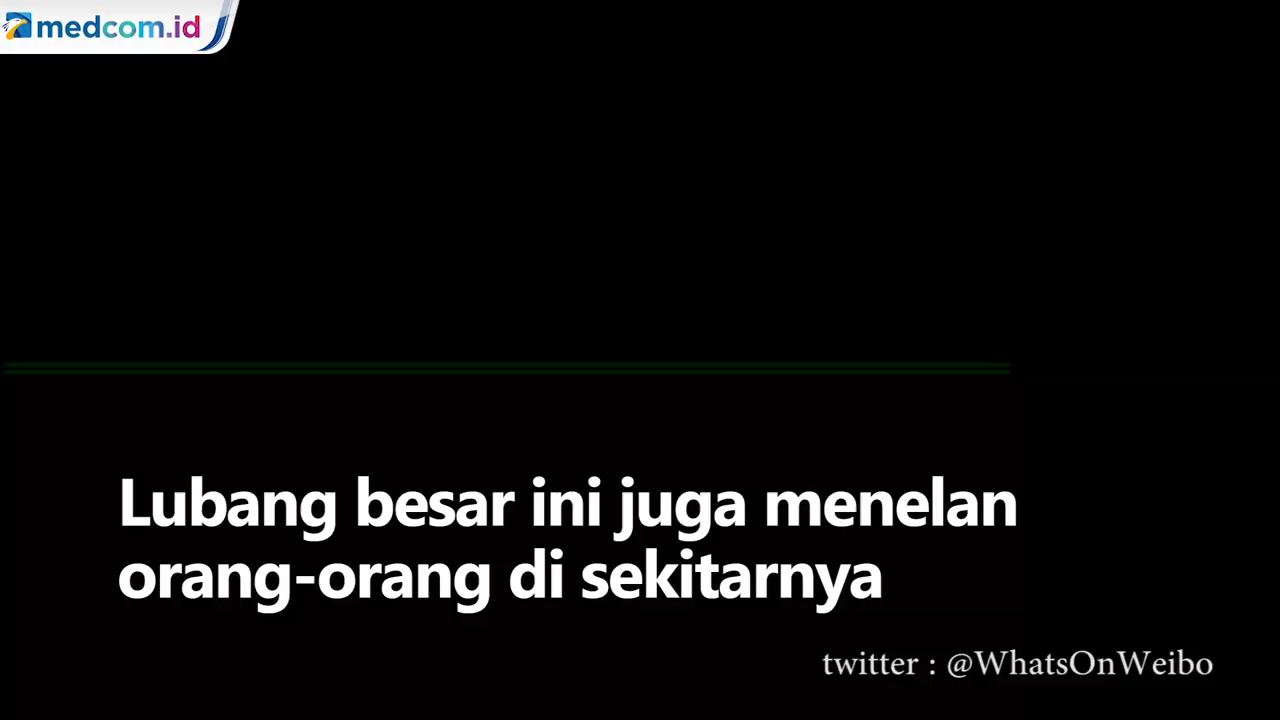 medcom.id
Lubang besar ini juga menelan
orang-orang di sekitarnya
twitter : @WhatsOnWeibo